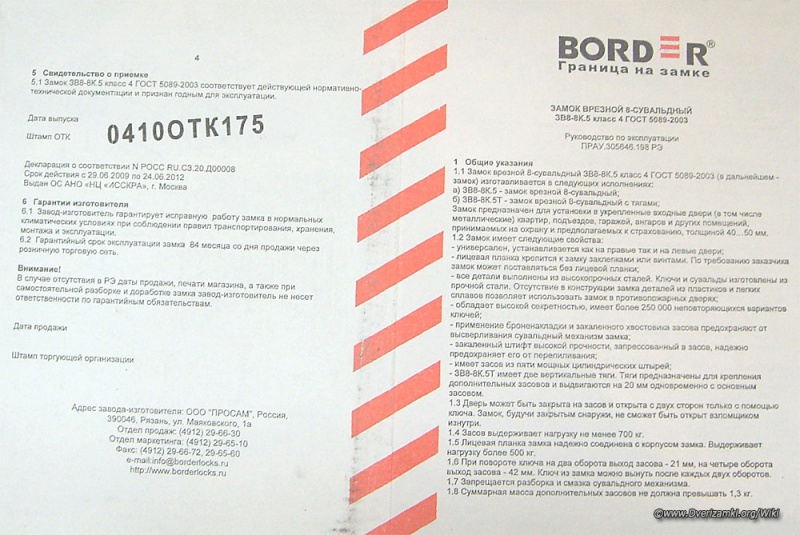 4
5 Свидетельство о приемке
5.1 Замок ЗВ8-8К.5 класс 4 ГОСТ 5089-2003 соответствует действующей нормативно-
технической документации и признан годным для эксплуатации.
Дата выпуска
Штамп ОТК
0410ОТК175
Декларация о соответствии N РОСС RU.СЗ.20.Д00008
Срок действия с 29.06.2009 по 24.06.2012
Выдан ОС АНО «НЦ «ИССКРА», г. Москва
6 Гарантии изготовителя
6.1 Завод-изготовитель гарантирует исправную работу замка в нормальных
климатических условиях при соблюдении правил транспортирования, хранения,
монтажа и эксплуатации.
6.2 Гарантийный срок эксплуатации замка 84 месяца со дня продажи через
розничную торговую сеть.
Внимание!
В случае отсутствия в РЭ даты продажи, печати магазина, а также при
самостоятельной разборке и доработке замка завод-изготовитель не несет
ответственности по гарантийным обязательствам.
Дата продажи
Штамп торгующей организации
Адрес завода-изготовителя: ООО "ПРОСАМ", Россия,
390046, Рязань, ул. Маяковского, 1а
Отдел продаж: (4912) 29-66-30
Отдел маркетинга: (4912) 29-65-10
Факс: (4912) 29-66-72, 29-65-60
e-mail:info@borderlocks.ru
http://www.borderlocks.ru
BORDER®
Граница на замке
ЗАМОК ВРЕЗНОЙ 8-СУВАЛЬДНЫЙ
ЗВ8-8К.5 класс 4 ГОСТ 5089-2003
Руководство по эксплуатации
ПРАУ.305646.198 РЭ
1 Общие указания
1.1 Замок врезной 8-сувальдный ЗВ8-8К.5 класс 4 ГОСТ 5089-2003 (в дальнейшем -
замок) изготавливается в следующих исполнениях:
а) ЗВ8-8К.5 - замок врезной 8-сувальдный;
б) ЗВ8-8К.5Т - замок врезной 8-сувальдный с тягами;
Замок предназначен для установки в укрепленные входные двери (в том числе
металлические) квартир, подъездов, гаражей, ангаров и других помещений,
принимаемых на охрану и предполагаемых к страхованию, толщиной 40...50 мм.
1.2 Замок имеет следующие свойства:
- универсален, устанавливается как на правые так и на левые двери;
- лицевая планка крепится к замку заклепками или винтами. По требованию заказчика
замок может поставляться без лицевой планки;
- все детали выполнены из высокопрочных сталей. Ключи и сувальды изготовлены из
прочной стали. Отсутствие в конструкции замка деталей из пластиков и легких
сплавов позволяет использовать замок в противопожарных дверях;
- обладает высокой секретностью, имеет более 250 000 неповторяющихся вариантов
ключей;
- применение броненакладки и закаленного хвостовика засова предохраняют от
высверливания сувальдный механизм замка;
- закаленный штифт высокой прочности, запрессованный в засов, надежно
предохраняет его от перепиливания;
- имеет засов из пяти мощных цилиндрических штырей;
- ЗВ8-8К.5Т имеет две вертикальные тяги. Тяги предназначены для крепления
дополнительных засовов и выдвигаются на 20 мм одновременно с основным
засовом.
1.3 Дверь может быть закрыта на засов и открыта с двух сторон только с помощью
ключа. Замок, будучи закрытым снаружи, не сможет быть открыт взломщиком
изнутри.
1.4 Засов выдерживает нагрузку не менее 700 кг.
1.5 Лицевая планка замка надежно соединена с корпусом замка. Выдерживает
нагрузку более 500 кг.
1.6 При повороте ключа на два оборота выход засова - 21 мм, на четыре оборота
выход засова - 42 мм. Ключ из замка можно вынуть после каждых двух оборотов.
1.7 Запрещается разборка и смазка сувального механизма.
1.8 Суммарная масса дополнительных засовов не должна превышать 1,3 кг.
©www.Dverizamki.org/Wiki